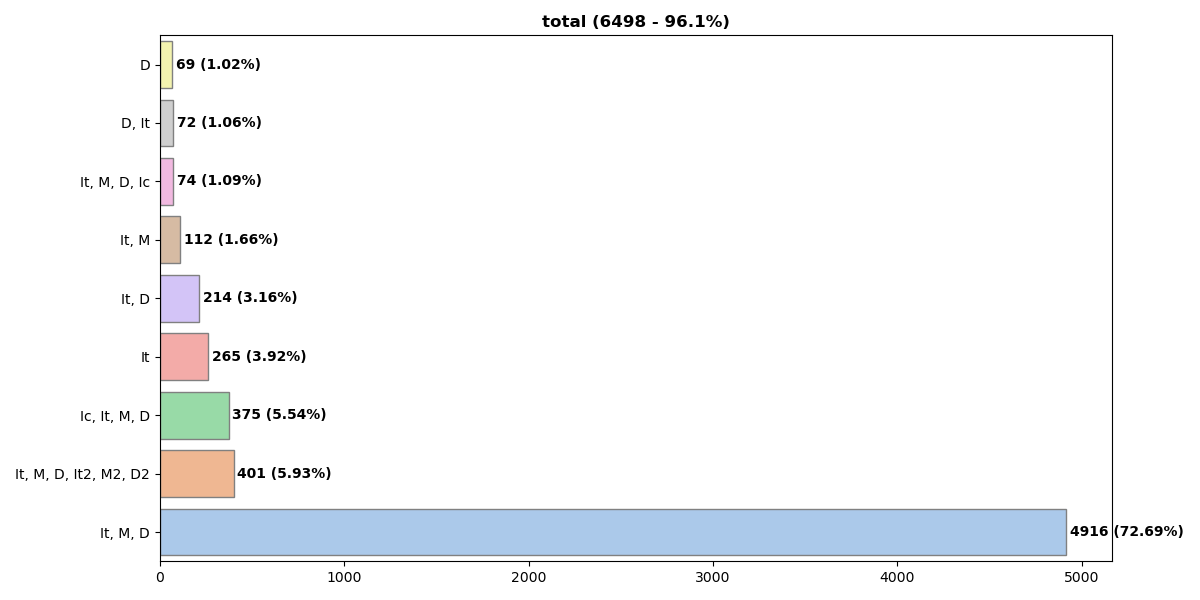 total (6498 - 96.1%)
D 69 (1.02%)
D, It 72 (1.06%)
It, M, D, Ic 74 (1.09%)
It, M 112 (1.66%)
It, D 214 (3.16%)
It 265 (3.92%)
Ic, It, M, D 375 (5.54%)
It, M, D, It2, M2, D2 401 (5.93%)
It, M, D 4916 (72.69%)
0 1000 2000 3000 4000 5000